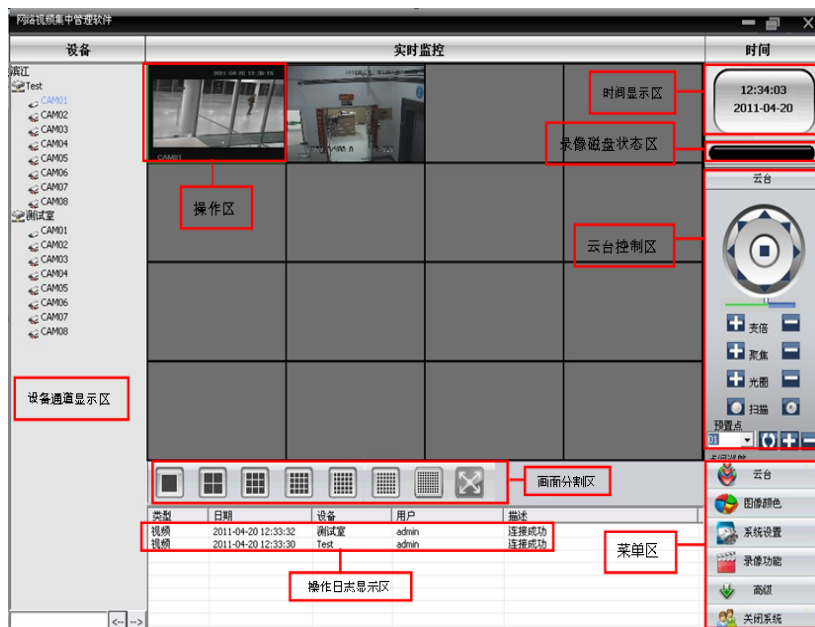 网络视频集中管理软件
设备
实时监控
时间
滨江
Test
CAM01
CAM02
CAM03
CAM04
CAM05
CAM06
CAM07
CAM08
测试室
CAM01
CAM02
CAM03
CAM04
CAM05
CAM06
CAM07
CAM08
设备通道显示区
CAM01
操作区
时间显示区
录像磁盘状态区
云台控制区
12:34:03
2011-04-20
云台
变倍
聚焦
光圈
扫描
预置点
01
画面分割区
类型 日期 设备 用户 描述
视频 2011-04-20 12:33:32 测试室 admin 连接成功
视频 2011-04-20 12:33:30 Test admin 连接成功
操作日志显示区
菜单区
云台
图像颜色
系统设置
录像功能
高级
关闭系统
<-- -->